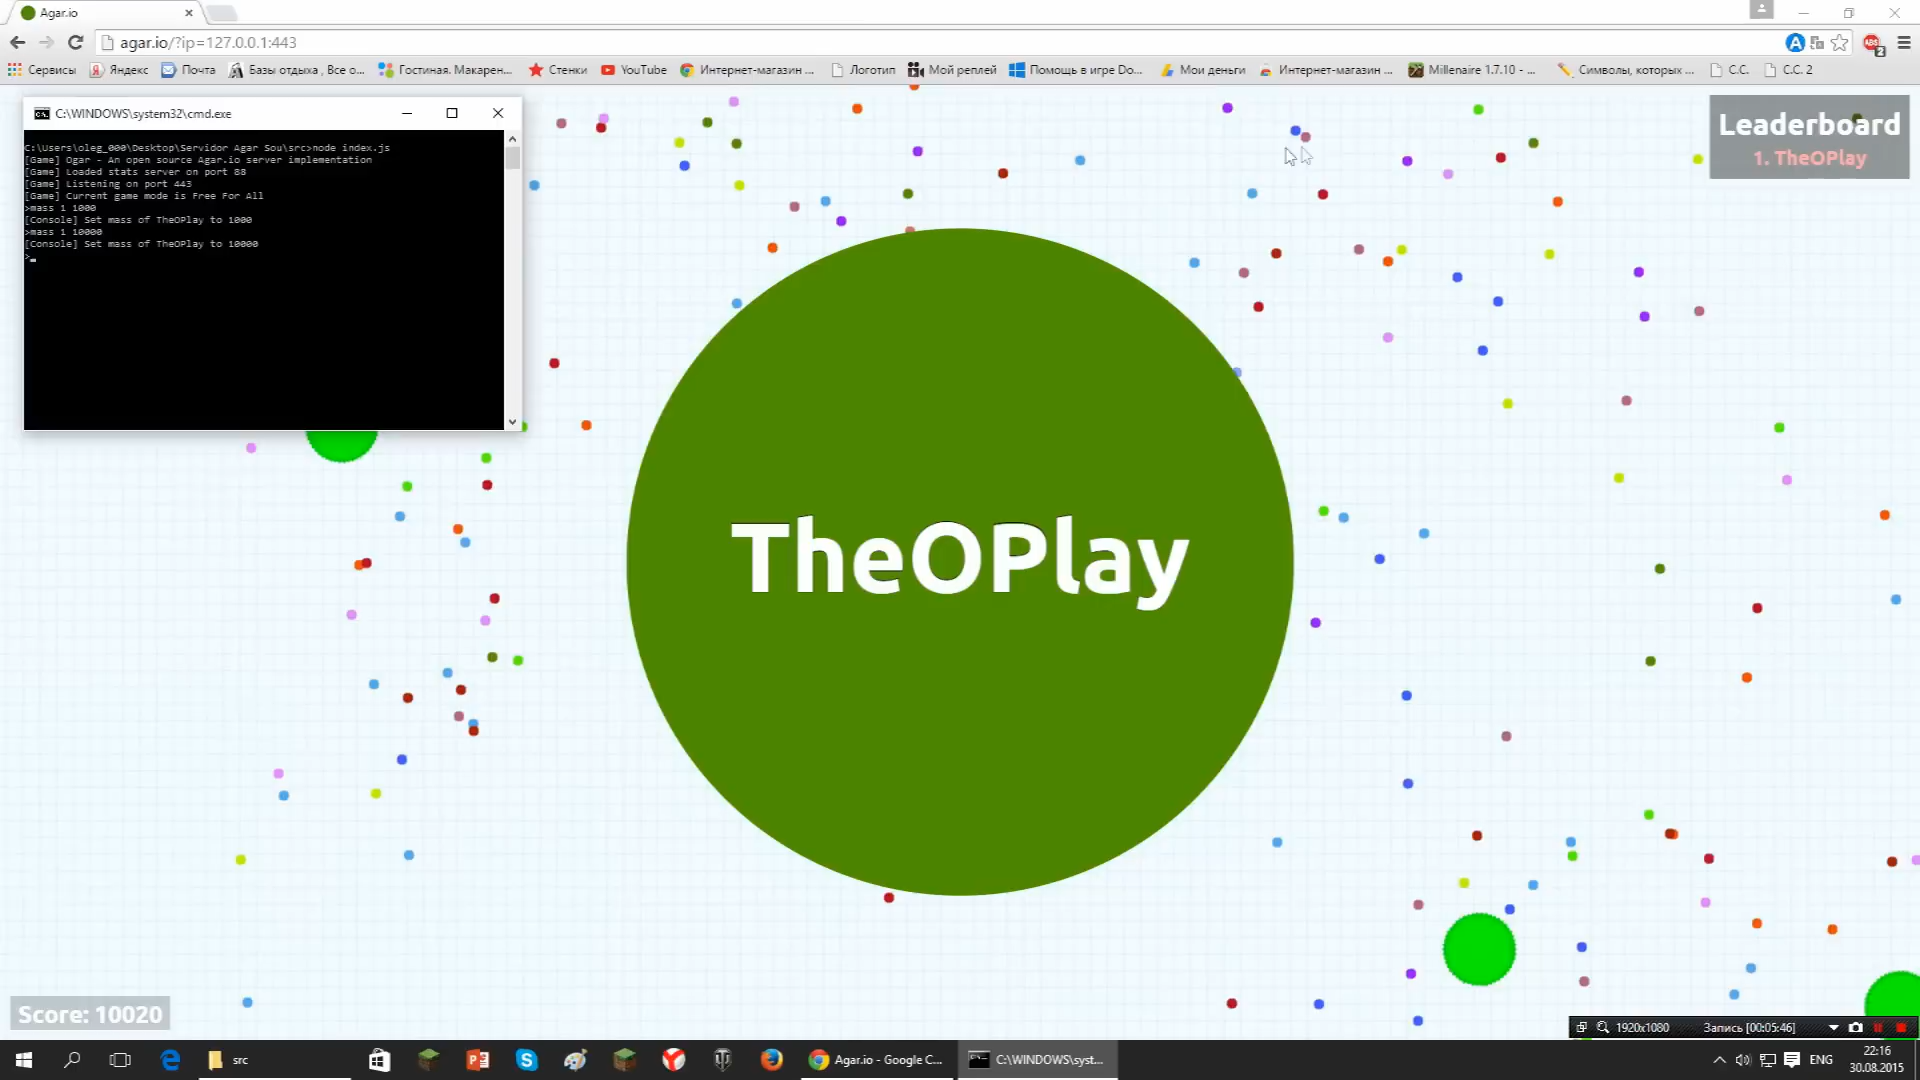 Agar.io
agar.io/?ip=127.0.0.1:443
Сервисы
Яндекс
Почта
Базы отдыха , Все о...
Гостиная. Макарен...
Стенки
YouTube
Интернет-магазин ...
Логотип
Мой реплей
Помощь в игре Do...
Мои деньги
Интернет-магазин ...
Millenaire 1.7.10 - ...
Символы, которых ...
С.С.
С.С. 2
C:\WINDOWS\system32\cmd.exe
C:\Users\oleg_000\Desktop\Servidor Agar Sou\src>node index.js
[Game] Ogar - An open source Agar.io server implementation
[Game] Loaded stats server on port 88
[Game] Listening on port 443
[Game] Current game mode is Free For All
>mass 1 1000
[Console] Set mass of TheOPlay to 1000
>mass 1 10000
[Console] Set mass of TheOPlay to 10000
>
Leaderboard
1. TheOPlay
TheOPlay
Score: 10020
1920x1080
Запись [00:05:46]
src
Agar.io - Google C...
C:\WINDOWS\syst...
ENG
22:16
30.08.2015